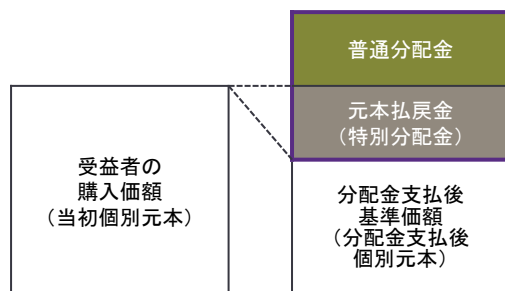 普通分配金
元本払戻金
（特別分配金）
受益者の
購入価額
（当初個別元本）
分配金支払後
基準価額
（分配金支払後
個別元本）